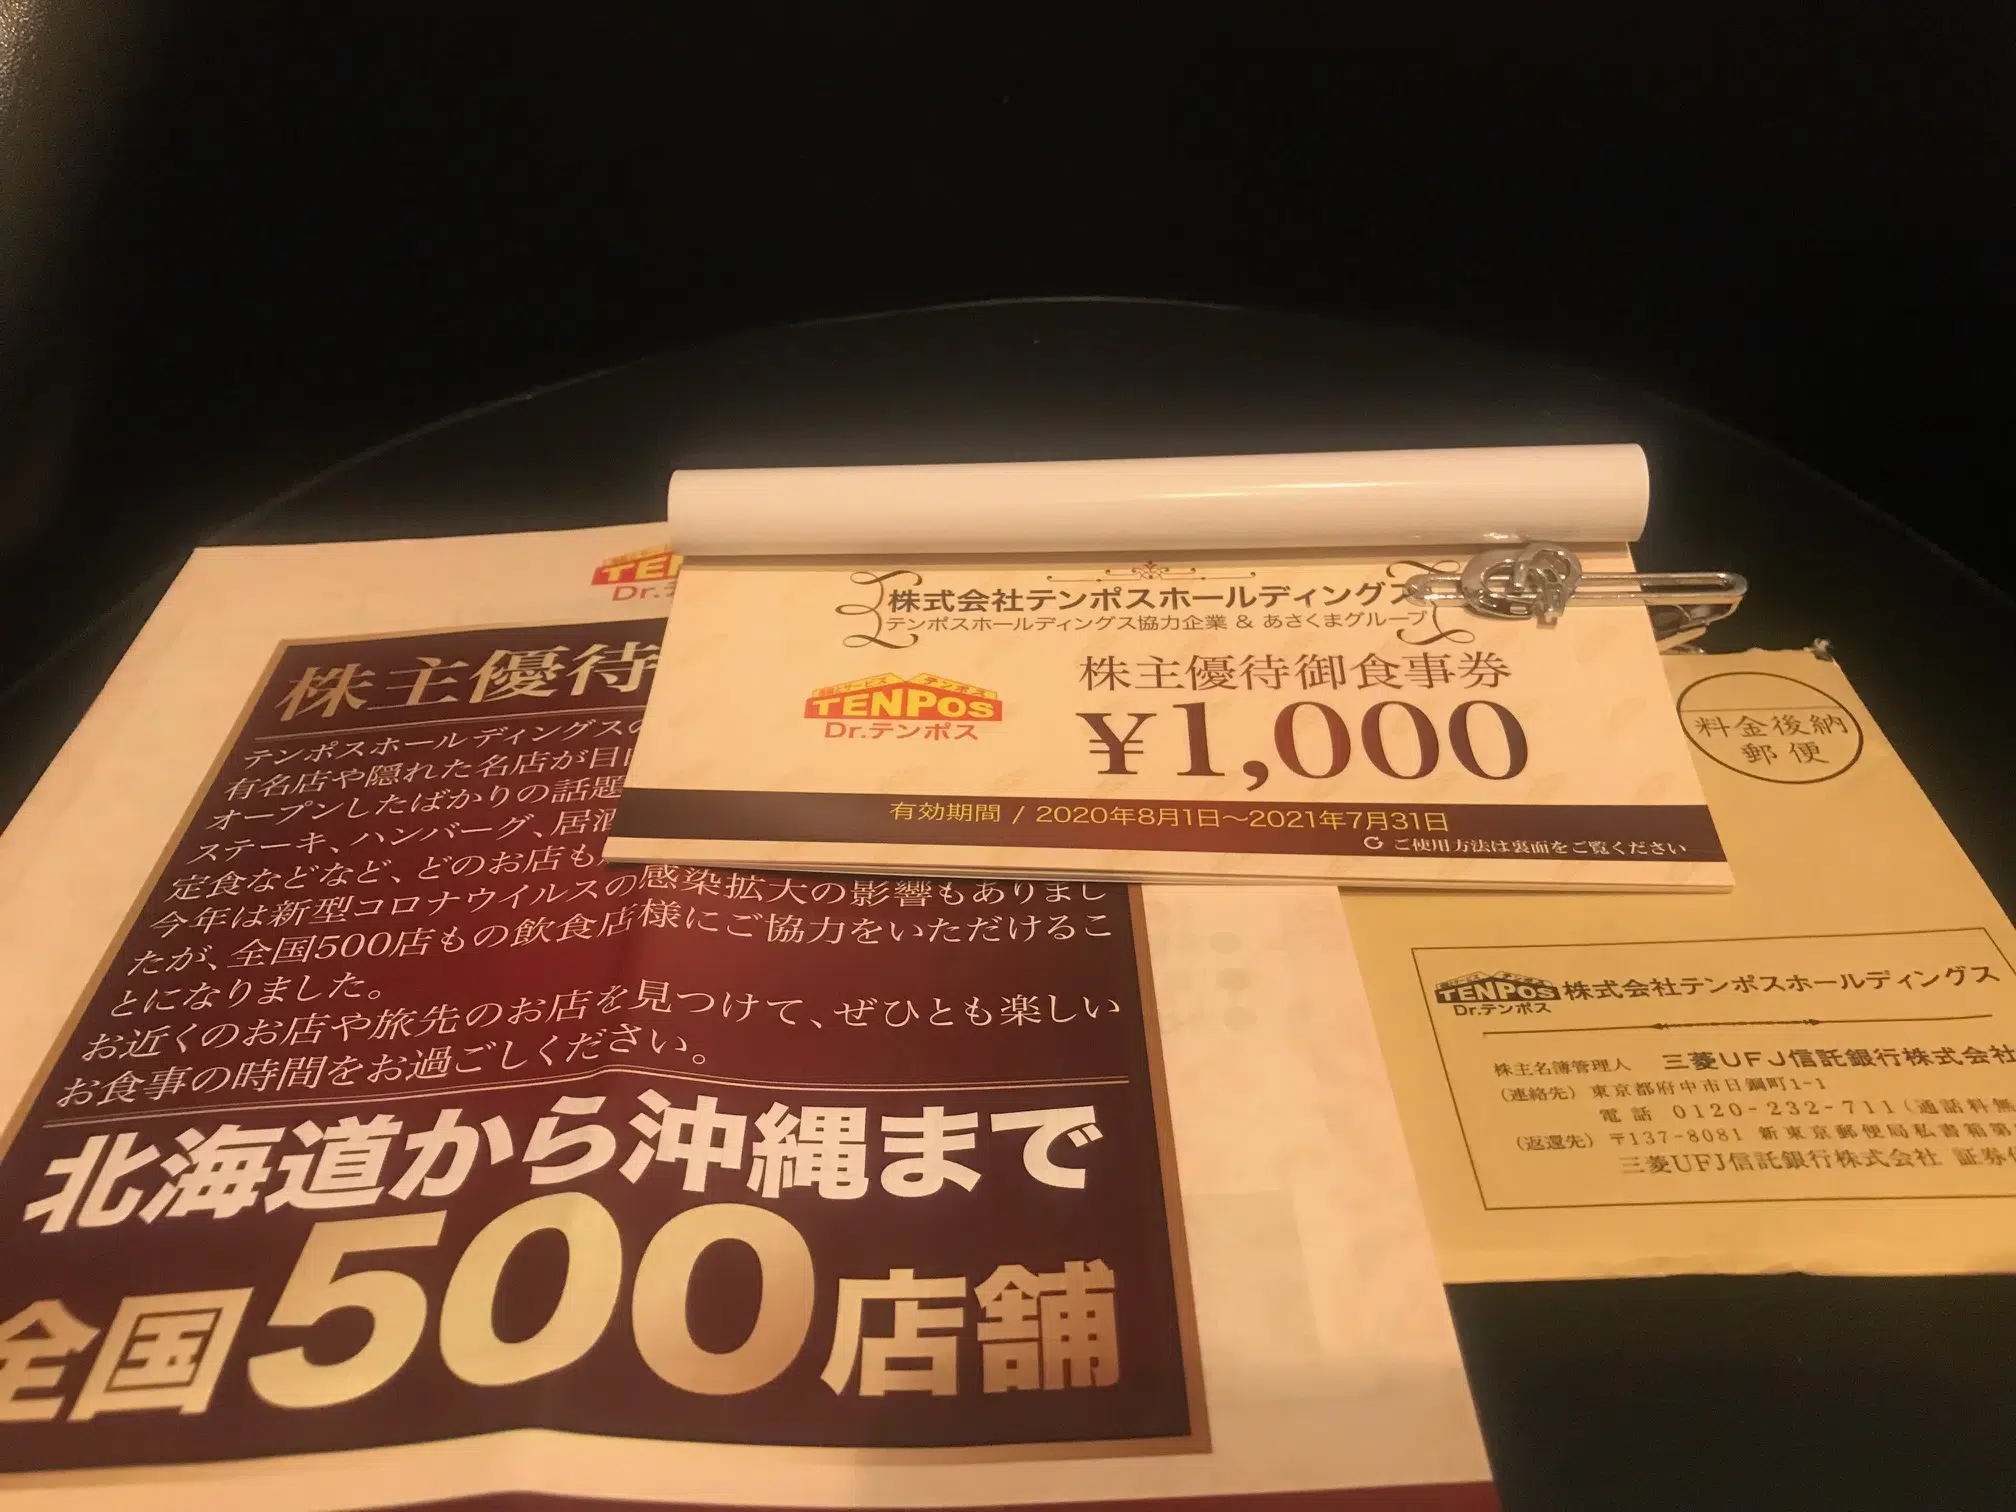 TEN
Dr.テ
株主優待
テンポスホールディングスの
有名店や隠れた名店が目
オープンしたばかりの話題
ステーキ、ハンバーグ、居酒
定食などなど、どのお店も
今年は新型コロナウイルスの感染拡大の影響もありまし
たが、全国500店もの飲食店様にご協力をいただけるこ
とになりました。
お近くのお店や旅先のお店を見つけて、ぜひとも楽しい
お食事の時間をお過ごしください。
北海道から沖縄まで
全国500店舗
株式会社テンポスホールディングス
テンポスホールディングス協力企業 & あさくまグループ
テンポス
TENPOS
Dr.テンポス
株主優待御食事券
¥1,000
有効期間 / 2020年8月1日〜2021年7月31日
ご使用方法は裏面をご覧ください
料金後納
郵便
TENPOS
Dr.テンポス
株式会社テンポスホールディングス
株主名簿管理人 三菱UFJ信託銀行株式会社
(連絡先) 東京都府中市日鋼町1-1
電話 0120-232-711(通話料無
(返還先) 〒137-8081 新東京郵便局私書箱第
三菱UFJ信託銀行株式会社 証券代